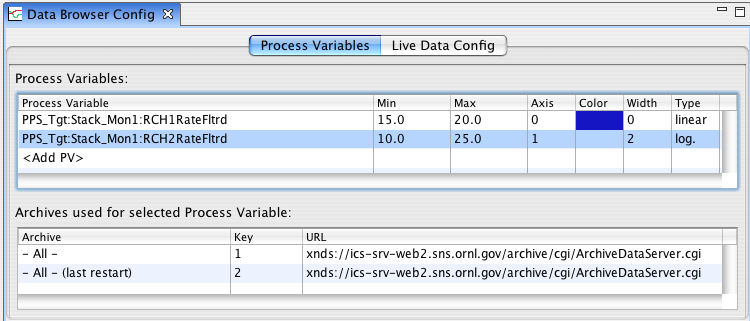 Data Browser Config
Process Variables Live Data Config
Process Variables:
Process Variable Min Max Axis Color Width Type
PPS_Tgt:Stack_Mon1:RCH1RateFltrd 15.0 20.0 0 0 linear
PPS_Tgt:Stack_Mon1:RCH2RateFltrd 10.0 25.0 1 2 log.
<Add PV>
Archives used for selected Process Variable:
Archive Key URL
- All - 1 xnds://ics-srv-web2.sns.ornl.gov/archive/cgi/ArchiveDataServer.cgi
- All - (last restart) 2 xnds://ics-srv-web2.sns.ornl.gov/archive/cgi/ArchiveDataServer.cgi